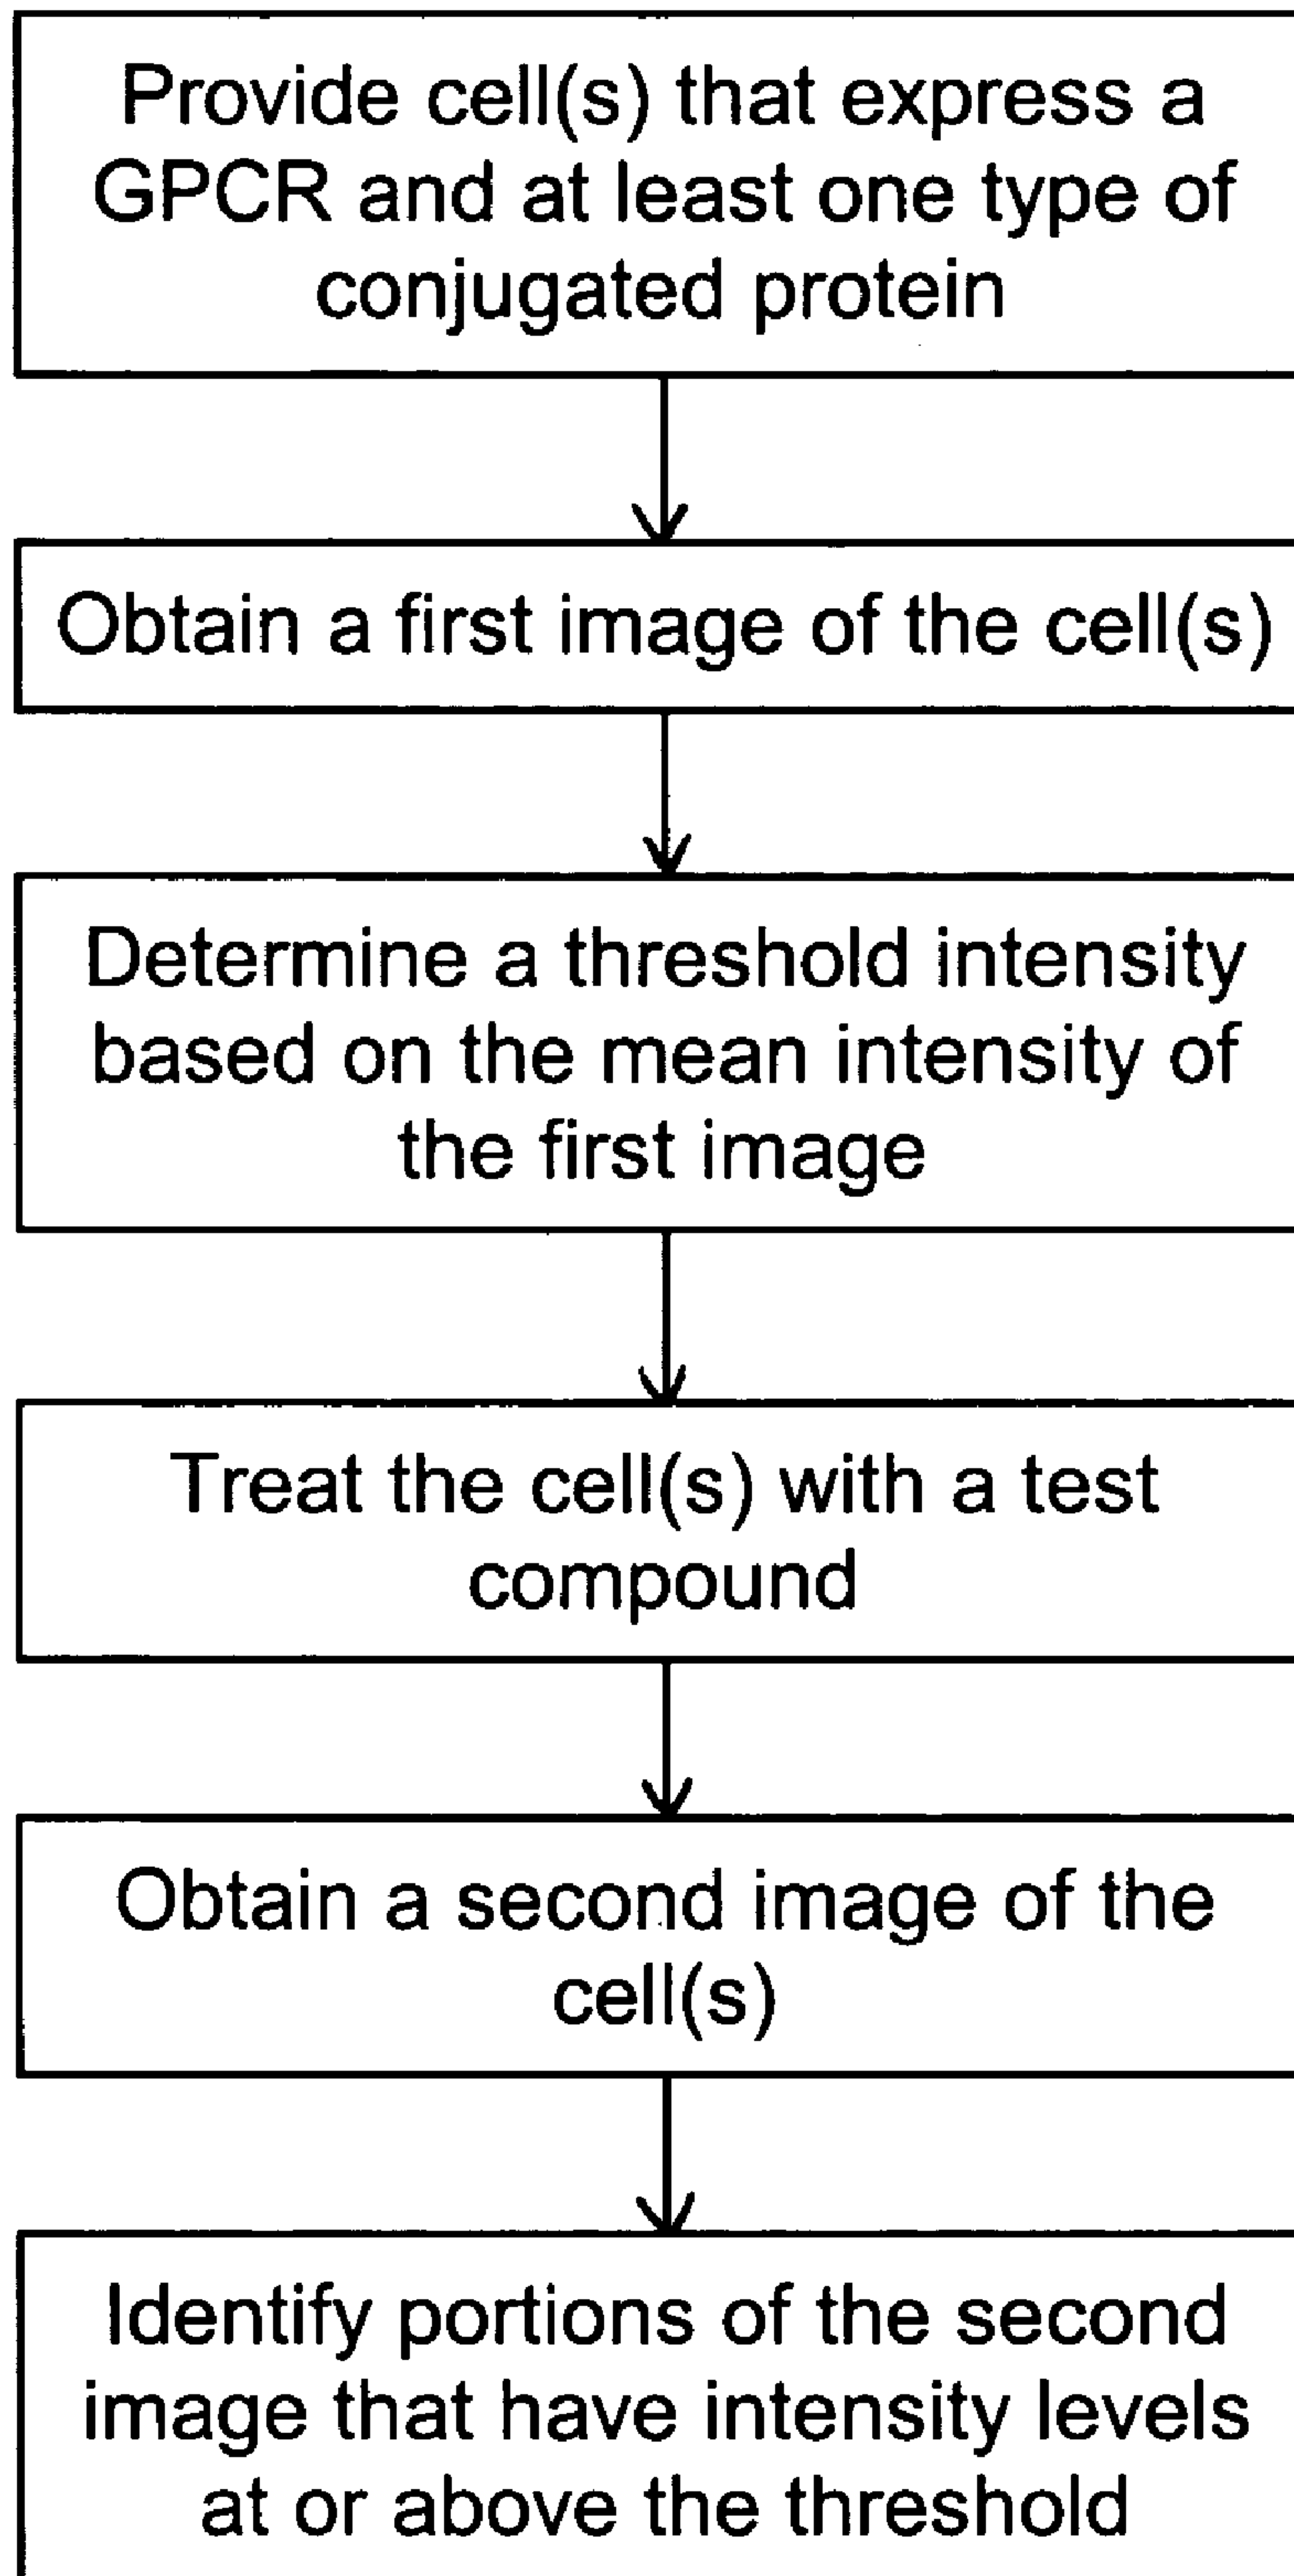 Provide cell(s) that express a
GPCR and at least one type of
conjugated protein
Obtain a first image of the cell(s)
Determine a threshold intensity
based on the mean intensity of
the first image
Treat the cell(s) with a test
compound
Obtain a second image of the
cell(s)
Identify portions of the second
image that have intensity levels
at or above the threshold